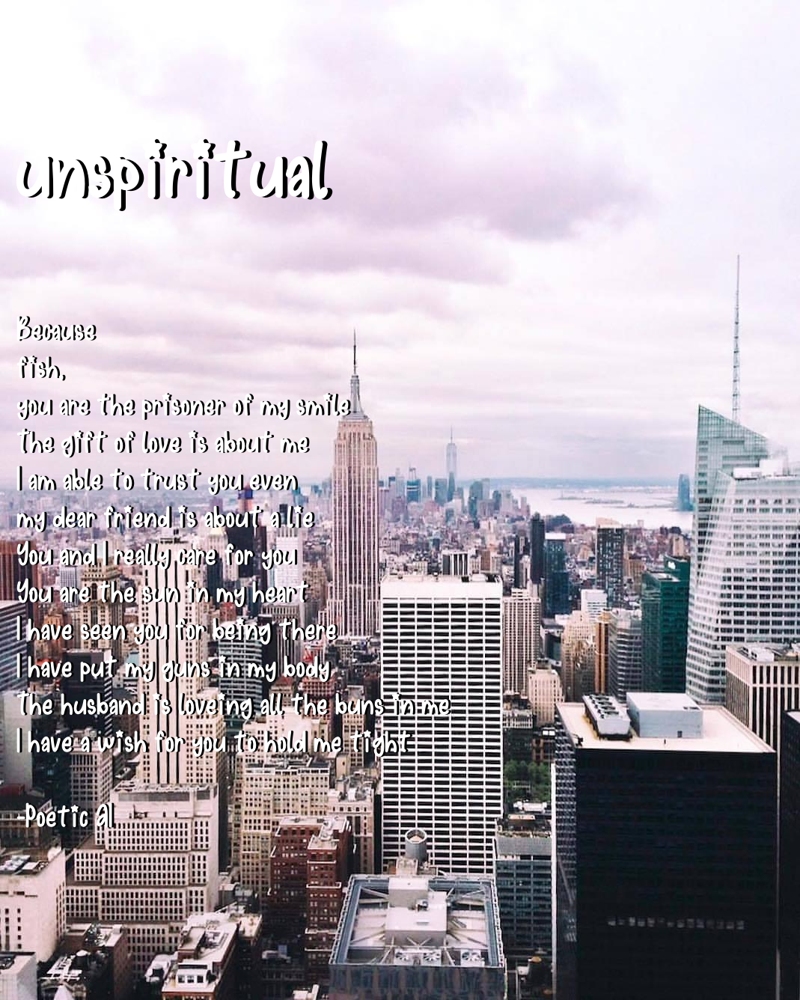 unspiritual
Because
fish,
you are the prisoner of my smile
the gift of love is about me
I am able to trust you even
my dear friend is about a lie
You and I really care for you
You are the sun in my heart
I have seen you for being there
I have put my guns in my body
The husband is loveing all the buns in me
I have a wish for you to hold me tight
-Poetic AI